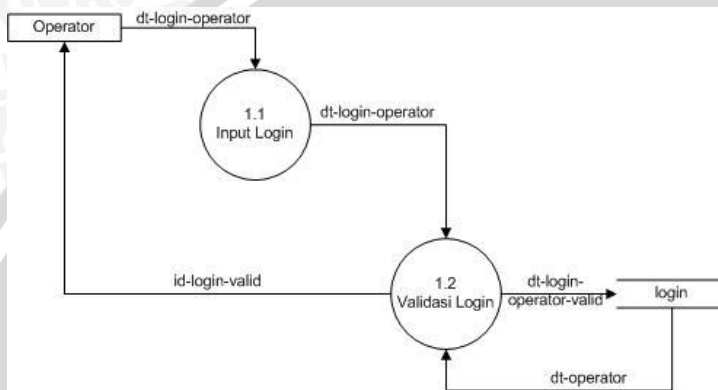 dt-login-operator
Operator
1.1
Input Login
dt-login-operator
id-login-valid
1.2
Validasi Login
dt-login-
operator-valid
login
dt-operator